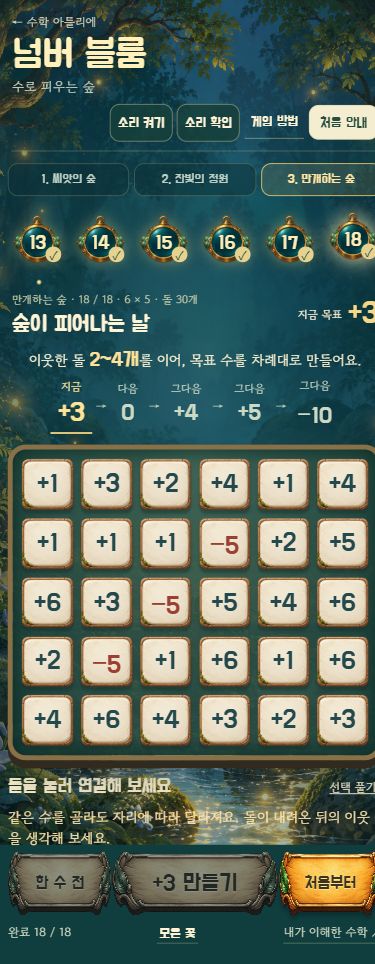 ← 수학 아틀리에
넘버 블룸
수로 피우는 숲
소리 켜기 소리 확인 게임 방법 처음 안내
1. 씨앗의 숲 2. 잔빛의 정원 3. 만개하는 숲
13 14 15 16 17 18
만개하는 숲 · 18 / 18 · 6 × 5 · 돌 30개
숲이 피어나는 날
지금 목표 +3
이웃한 돌 2~4개를 이어, 목표 수를 차례대로 만들어요.
지금 다음 그다음 그다음 그다음
+3 → 0 → +4 → +5 → −10
+1 +3 +2 +4 +1 +4
+1 +1 +1 −5 +2 +5
+6 +3 −5 +5 +4 +6
+2 −5 +1 +6 +1 +6
+4 +6 +4 +3 +2 +3
돌을 눌러 연결해 보세요
선택 풀기
같은 수를 골라도 자리에 따라 달라져요. 돌이 내려온 뒤의 이웃
을 생각해 보세요.
한 수 전 +3 만들기 처음부터
완료 18 / 18 모은 꽃 내가 이해한 수학